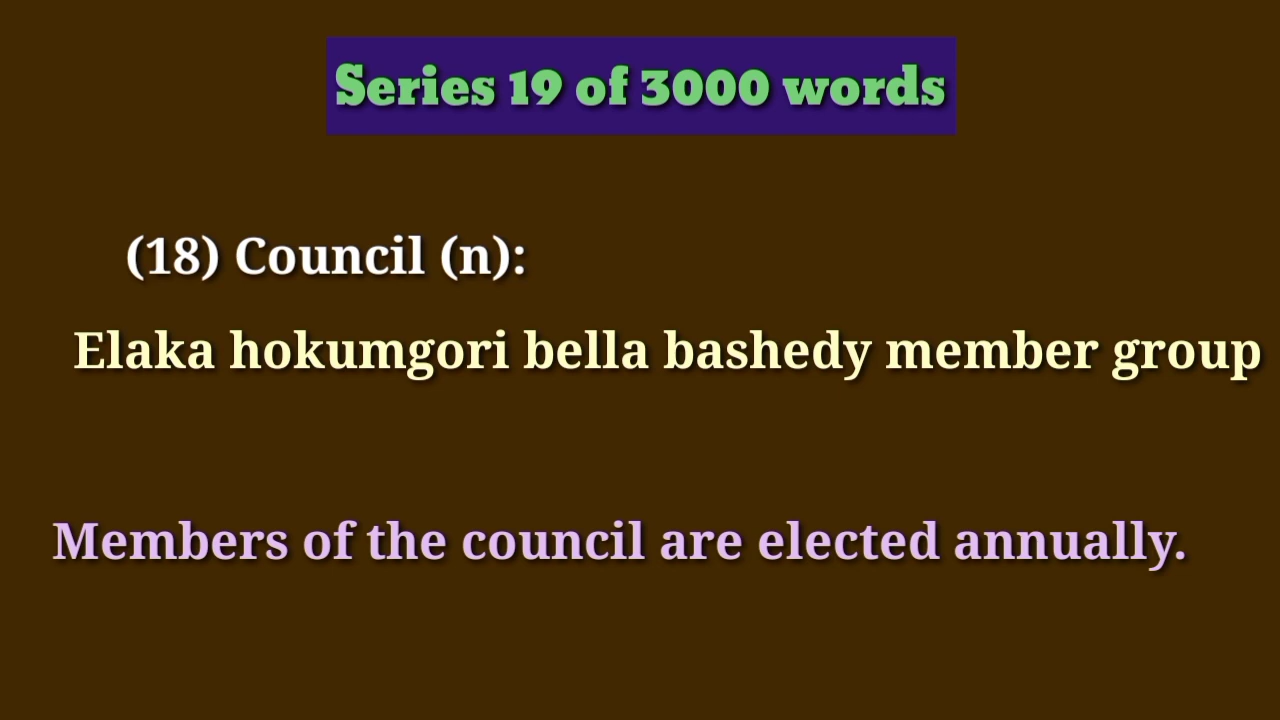 Series 19 of 3000 words
(18) Council (n):
Elaka hokumgori bella bashedy member group
Members of the council are elected annually.